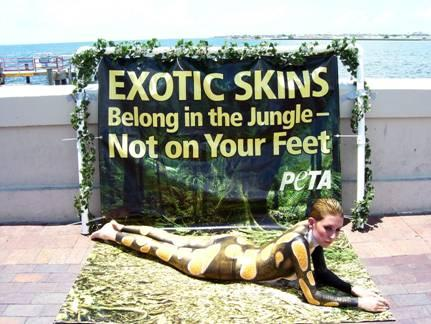 EXOTIC SKINS
Belong in the Jungle –
Not on Your Feet
PETA